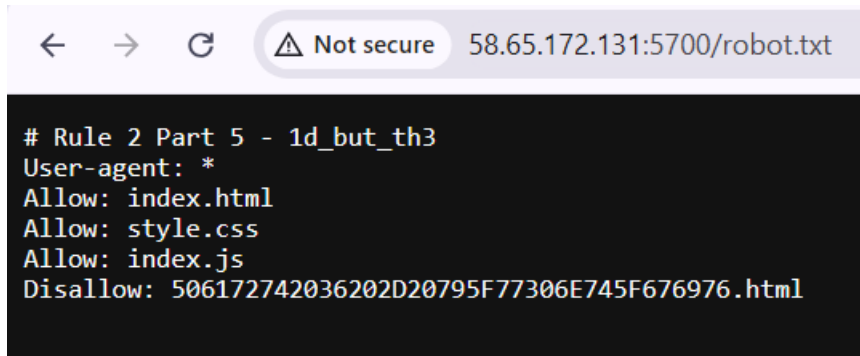 Not secure 58.65.172.131:5700/robot.txt
# Rule 2 Part 5 - 1d_but_th3
User-agent: *
Allow: index.html
Allow: style.css
Allow: index.js
Disallow: 506172742036202D20795F77306E745F676976.html